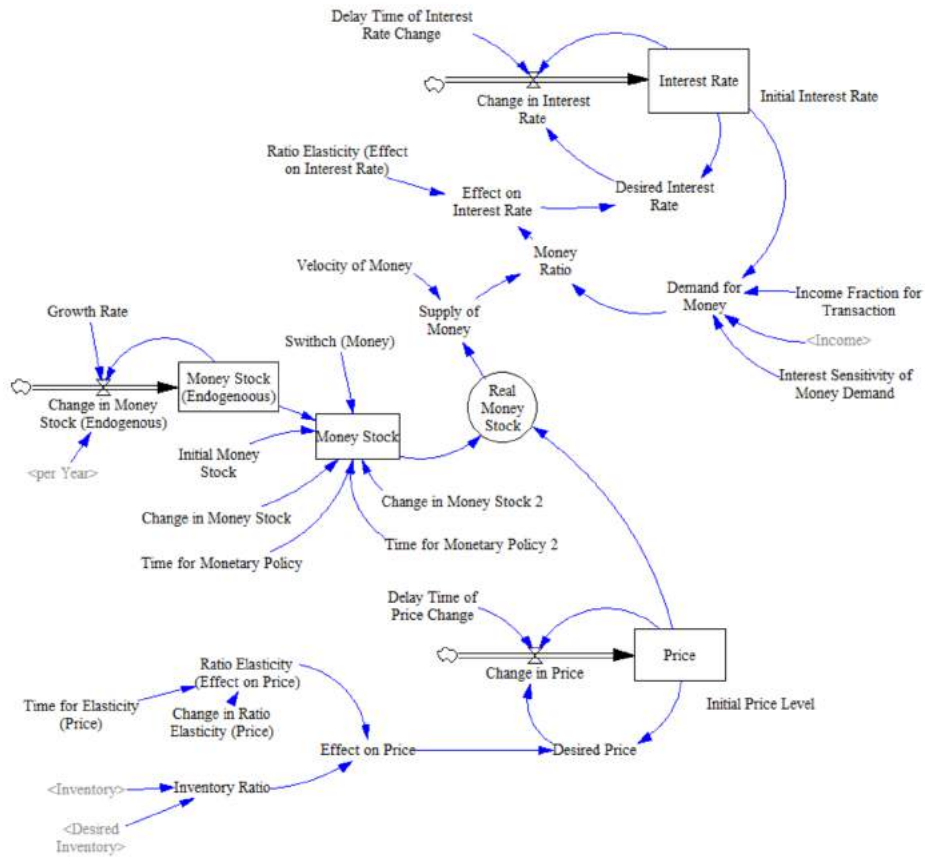 Delay Time of Interest
Rate Change
Interest Rate
Change in Interest
Rate
Initial Interest Rate
Ratio Elasticity (Effect
on Interest Rate)
Effect on
Interest Rate
Desired Interest
Rate
Money
Ratio
Velocity of Money
Supply of
Money
Demand for
Money
Income Fraction for
Transaction
<Income>
Interest Sensitivity of
Money Demand
Growth Rate
Swithch (Money)
Money Stock
(Endogenoous)
Change in Money
Stock (Endogenous)
<per Year>
Real
Money
Stock
Money Stock
Initial Money
Stock
Change in Money Stock 2
Change in Money Stock
Time for Monetary Policy 2
Time for Monetary Policy
Delay Time of
Price Change
Price
Change in Price
Initial Price Level
Ratio Elasticity
(Effect on Price)
Time for Elasticity
(Price)
Change in Ratio
Elasticity (Price)
Effect on Price
Desired Price
<Inventory>
Inventory Ratio
<Desired
Inventory>